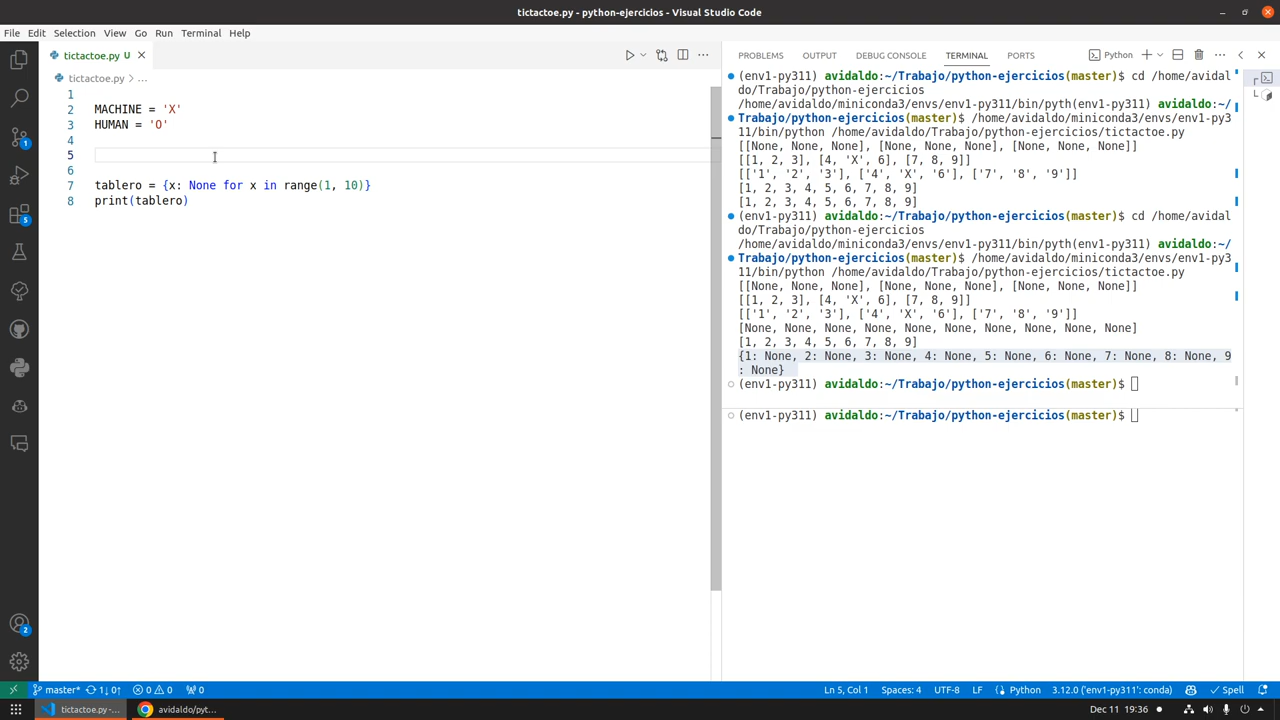 tictactoe.py - python-ejercicios - Visual Studio Code
File Edit Selection View Go Run Terminal Help
tictactoe.py U
tictactoe.py > ...
1
2 MACHINE = 'X'
3 HUMAN = 'O'
4
5
6
7 tablero = {x: None for x in range(1, 10)}
8 print(tablero)
PROBLEMS OUTPUT DEBUG CONSOLE TERMINAL PORTS
Python
(env1-py311) avidaldo:~/Trabajo/python-ejercicios(master)$ cd /home/avidal
do/Trabajo/python-ejercicios
/home/avidaldo/miniconda3/envs/env1-py311/bin/pyth(env1-py311) avidaldo:~/
Trabajo/python-ejercicios(master)$ /home/avidaldo/miniconda3/envs/env1-py3
11/bin/python /home/avidaldo/Trabajo/python-ejercicios/tictactoe.py
[[None, None, None], [None, None, None], [None, None, None]]
[[1, 2, 3], [4, 'X', 6], [7, 8, 9]]
[['1', '2', '3'], ['4', 'X', '6'], ['7', '8', '9']]
[1, 2, 3, 4, 5, 6, 7, 8, 9]
[1, 2, 3, 4, 5, 6, 7, 8, 9]
(env1-py311) avidaldo:~/Trabajo/python-ejercicios(master)$ cd /home/avidal
do/Trabajo/python-ejercicios
/home/avidaldo/miniconda3/envs/env1-py311/bin/pyth(env1-py311) avidaldo:~/
Trabajo/python-ejercicios(master)$ /home/avidaldo/miniconda3/envs/env1-py3
11/bin/python /home/avidaldo/Trabajo/python-ejercicios/tictactoe.py
[[None, None, None], [None, None, None], [None, None, None]]
[[1, 2, 3], [4, 'X', 6], [7, 8, 9]]
[['1', '2', '3'], ['4', 'X', '6'], ['7', '8', '9']]
[None, None, None, None, None, None, None, None, None]
[1, 2, 3, 4, 5, 6, 7, 8, 9]
{1: None, 2: None, 3: None, 4: None, 5: None, 6: None, 7: None, 8: None, 9
: None}
(env1-py311) avidaldo:~/Trabajo/python-ejercicios(master)$
(env1-py311) avidaldo:~/Trabajo/python-ejercicios(master)$
1
5
2
master* 1↓ 0↑ 0 0 0 Ln 5, Col 1 Spaces: 4 UTF-8 LF Python 3.12.0 ('env1-py311': conda) Spell
tictactoe.py -... avidaldo/pyt... Dec 11 19:36